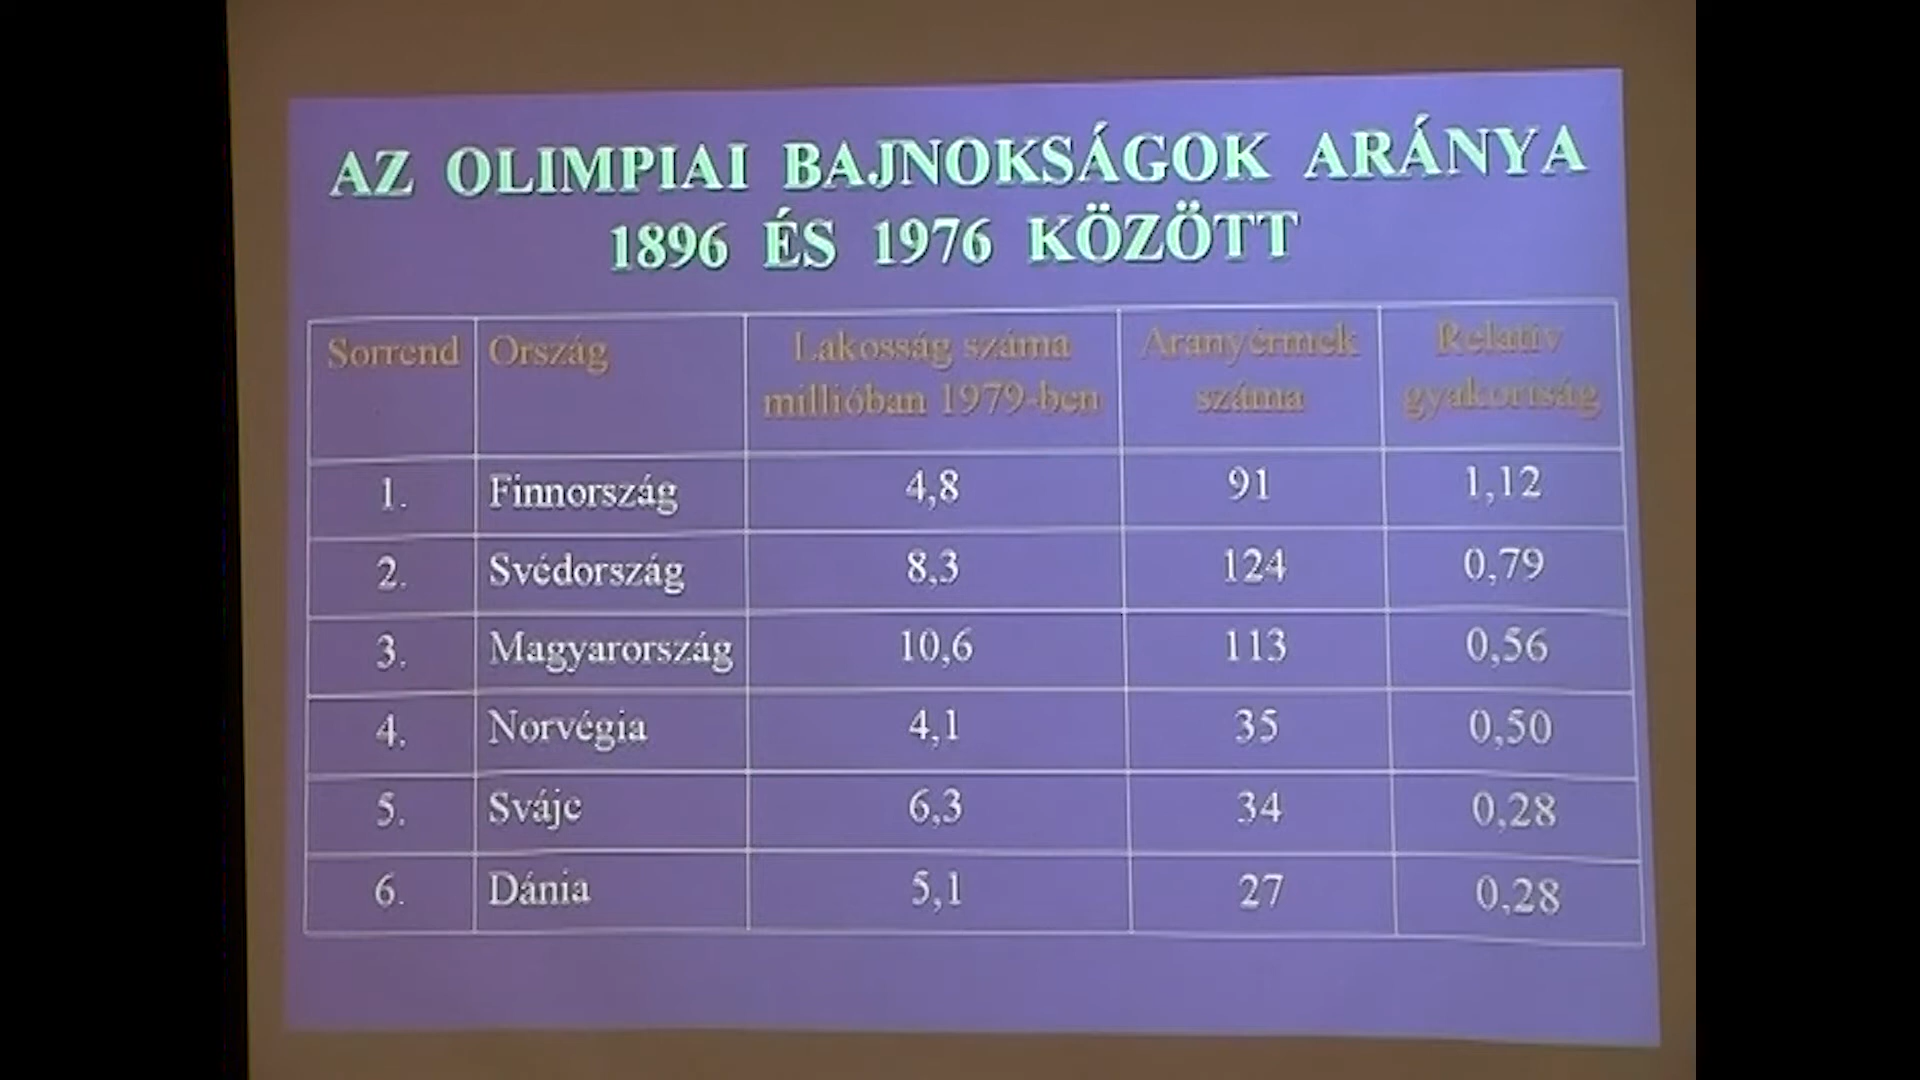 AZ OLIMPIAI BAJNOKSÁGOK ARÁNYA
1896 ÉS 1976 KÖZÖTT
Sorrend Ország Lakosság száma millióban 1979-ben Aranyérmek száma Relatív gyakoriság
1. Finnország 4,8 91 1,12
2. Svédország 8,3 124 0,79
3. Magyarország 10,6 113 0,56
4. Norvégia 4,1 35 0,50
5. Svájc 6,3 34 0,28
6. Dánia 5,1 27 0,28